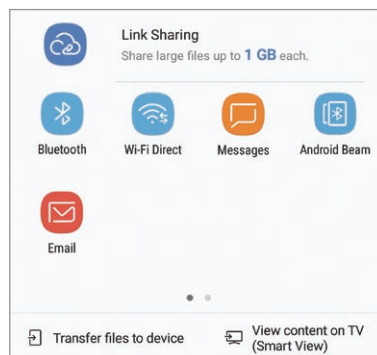 Link Sharing
Share large files up to 1 GB each.
Bluetooth
Wi-Fi Direct
Messages
Android Beam
Email
Transfer files to device
View content on TV
(Smart View)